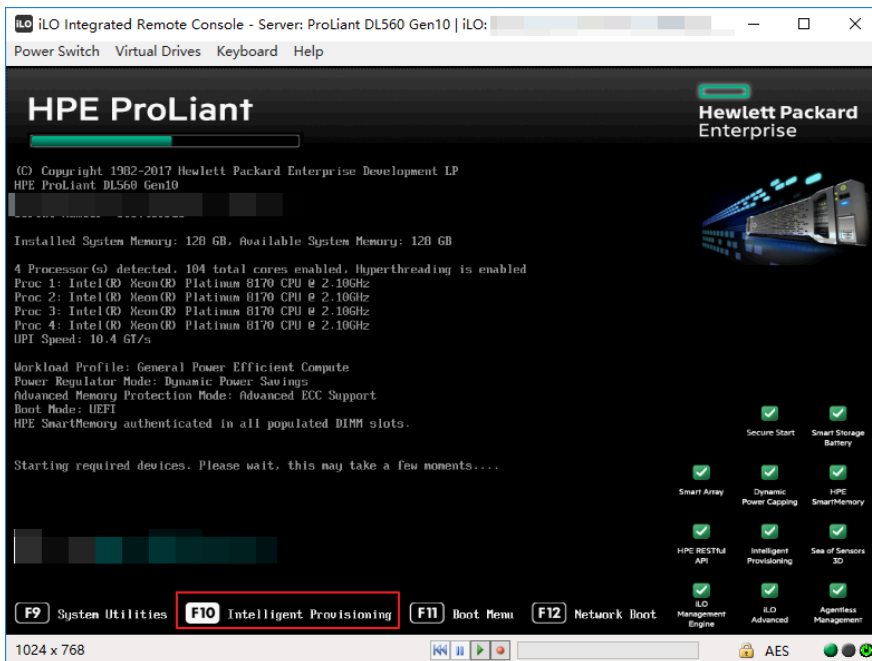 iLO Integrated Remote Console - Server: ProLiant DL560 Gen10 | iLO:
Power Switch Virtual Drives Keyboard Help
HPE ProLiant
Hewlett Packard
Enterprise
(C) Copyright 1982-2017 Hewlett Packard Enterprise Development LP
HPE ProLiant DL560 Gen10
Installed System Memory: 128 GB, Available System Memory: 128 GB
4 Processor(s) detected, 104 total cores enabled, Hyperthreading is enabled
Proc 1: Intel(R) Xeon(R) Platinum 8170 CPU @ 2.10GHz
Proc 2: Intel(R) Xeon(R) Platinum 8170 CPU @ 2.10GHz
Proc 3: Intel(R) Xeon(R) Platinum 8170 CPU @ 2.10GHz
Proc 4: Intel(R) Xeon(R) Platinum 8170 CPU @ 2.10GHz
UPI Speed: 10.4 GT/s
Workload Profile: General Power Efficient Compute
Power Regulator Mode: Dynamic Power Savings
Advanced Memory Protection Mode: Advanced ECC Support
Boot Mode: UEFI
HPE SmartMemory authenticated in all populated DIMM slots.
Starting required devices. Please wait, this may take a few moments....
Secure Start
Smart Storage
Battery
Smart Array
Dynamic
Power Capping
HPE
SmartMemory
HPE RESTful
API
Intelligent
Provisioning
Sea of Sensors
3D
iLO
Management
Engine
iLO
Advanced
Agentless
Management
F9 System Utilities F10 Intelligent Provisioning F11 Boot Menu F12 Network Boot
1024 x 768
AES